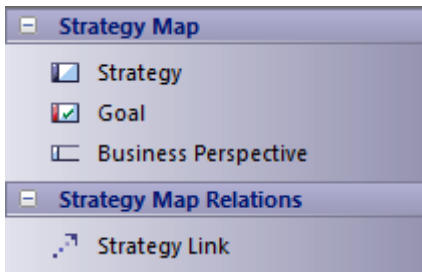 Strategy Map
Strategy
Goal
Business Perspective
Strategy Map Relations
Strategy Link